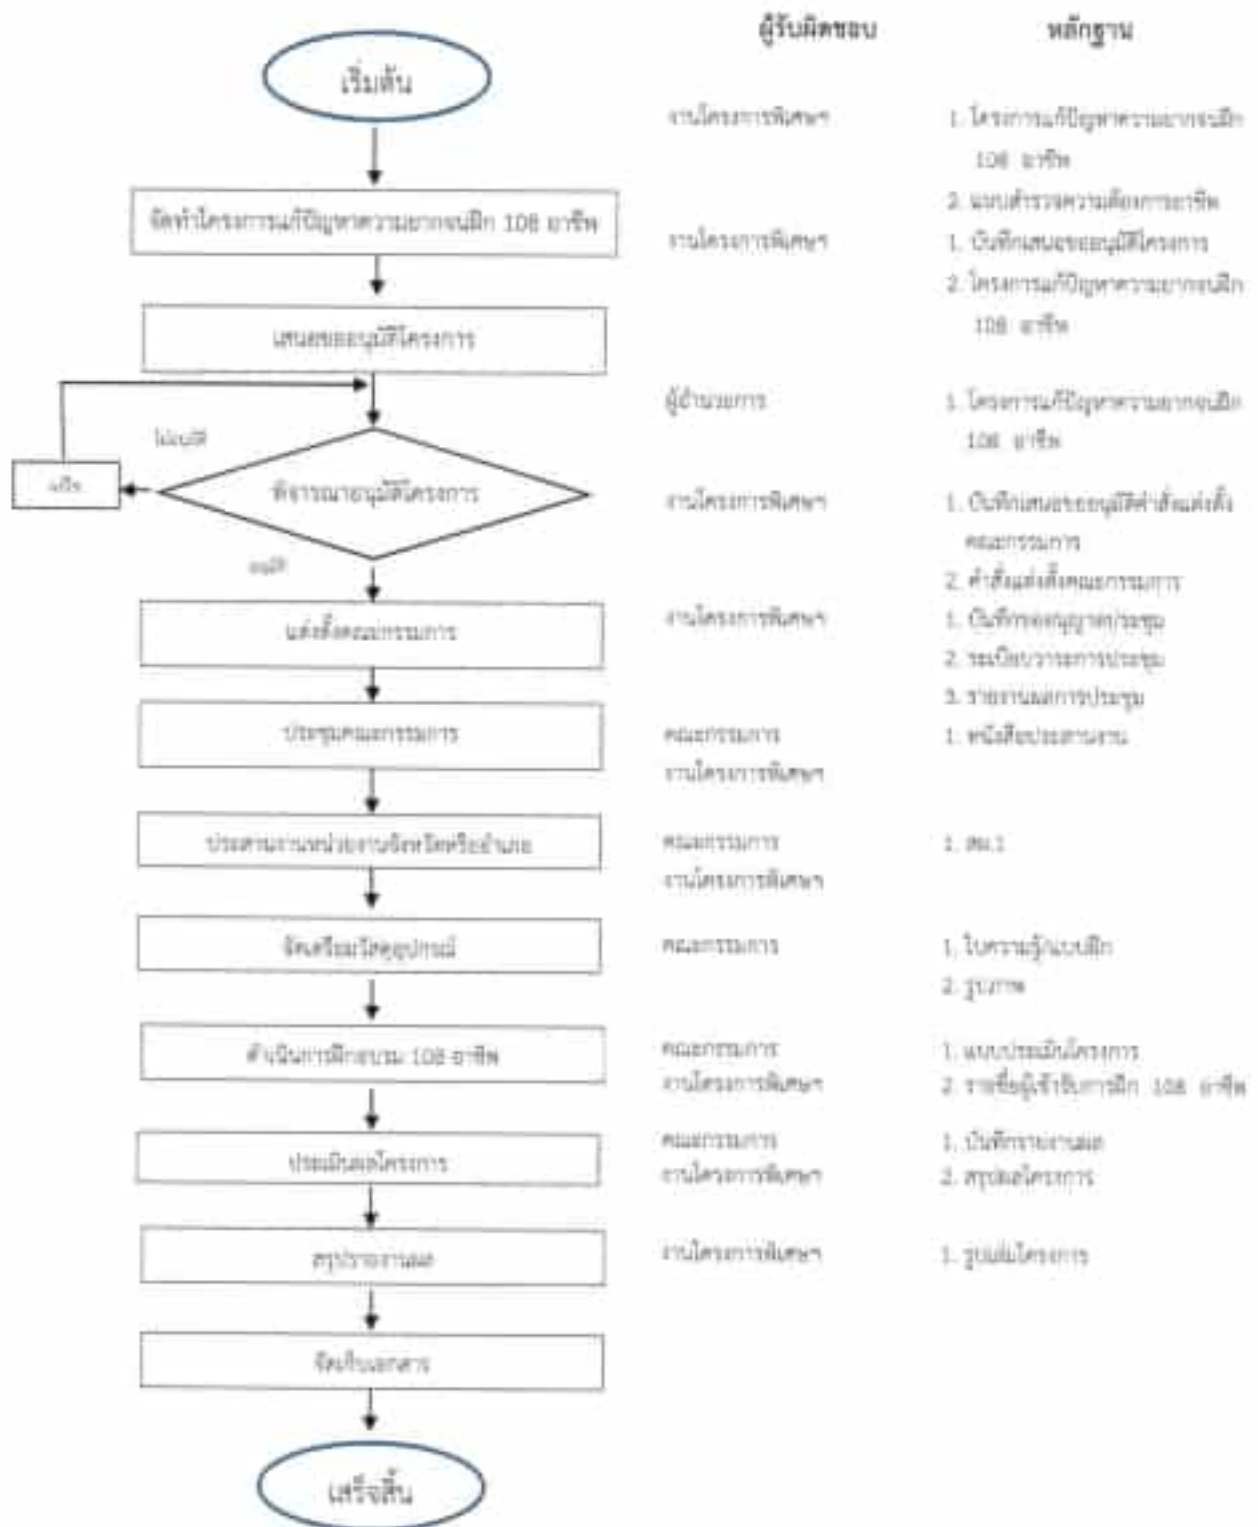 ผู้รับผิดชอบ หลักฐาน
เริ่มต้น
งานโครงการพิเศษฯ 1. โครงการแก้ปัญหาความยากจนฝึก
108 อาชีพ
2. แบบสำรวจความต้องการอาชีพ
จัดทำโครงการแก้ปัญหาความยากจนฝึก 108 อาชีพ
งานโครงการพิเศษฯ 1. บันทึกเสนอขออนุมัติโครงการ
2. โครงการแก้ปัญหาความยากจนฝึก
108 อาชีพ
เสนอขออนุมัติโครงการ
ผู้อำนวยการ 1. โครงการแก้ปัญหาความยากจนฝึก
108 อาชีพ
ไม่อนุมัติ
แก้ไข
พิจารณาอนุมัติโครงการ
งานโครงการพิเศษฯ 1. บันทึกเสนอขออนุมัติคำสั่งแต่งตั้ง
คณะกรรมการ
2. คำสั่งแต่งตั้งคณะกรรมการ
อนุมัติ
แต่งตั้งคณะกรรมการ
งานโครงการพิเศษฯ 1. บันทึกขออนุญาตประชุม
2. ระเบียบวาระการประชุม
3. รายงานผลการประชุม
ประชุมคณะกรรมการ
คณะกรรมการ 1. หนังสือประสานงาน
งานโครงการพิเศษฯ
ประสานงานหน่วยงานจังหวัดหรืออำเภอ
คณะกรรมการ 1. สผ.1
งานโครงการพิเศษฯ
จัดเตรียมวัสดุอุปกรณ์
คณะกรรมการ 1. ใบความรู้/แบบฝึก
2. รูปภาพ
ดำเนินการฝึกอบรม 108 อาชีพ
คณะกรรมการ 1. แบบประเมินโครงการ
งานโครงการพิเศษฯ 2. รายชื่อผู้เข้ารับการฝึก 108 อาชีพ
ประเมินผลโครงการ
คณะกรรมการ 1. บันทึกรายงานผล
งานโครงการพิเศษฯ 2. สรุปผลโครงการ
สรุปรายงานผล
งานโครงการพิเศษฯ 1. รูปเล่มโครงการ
จัดเก็บเอกสาร
เสร็จสิ้น